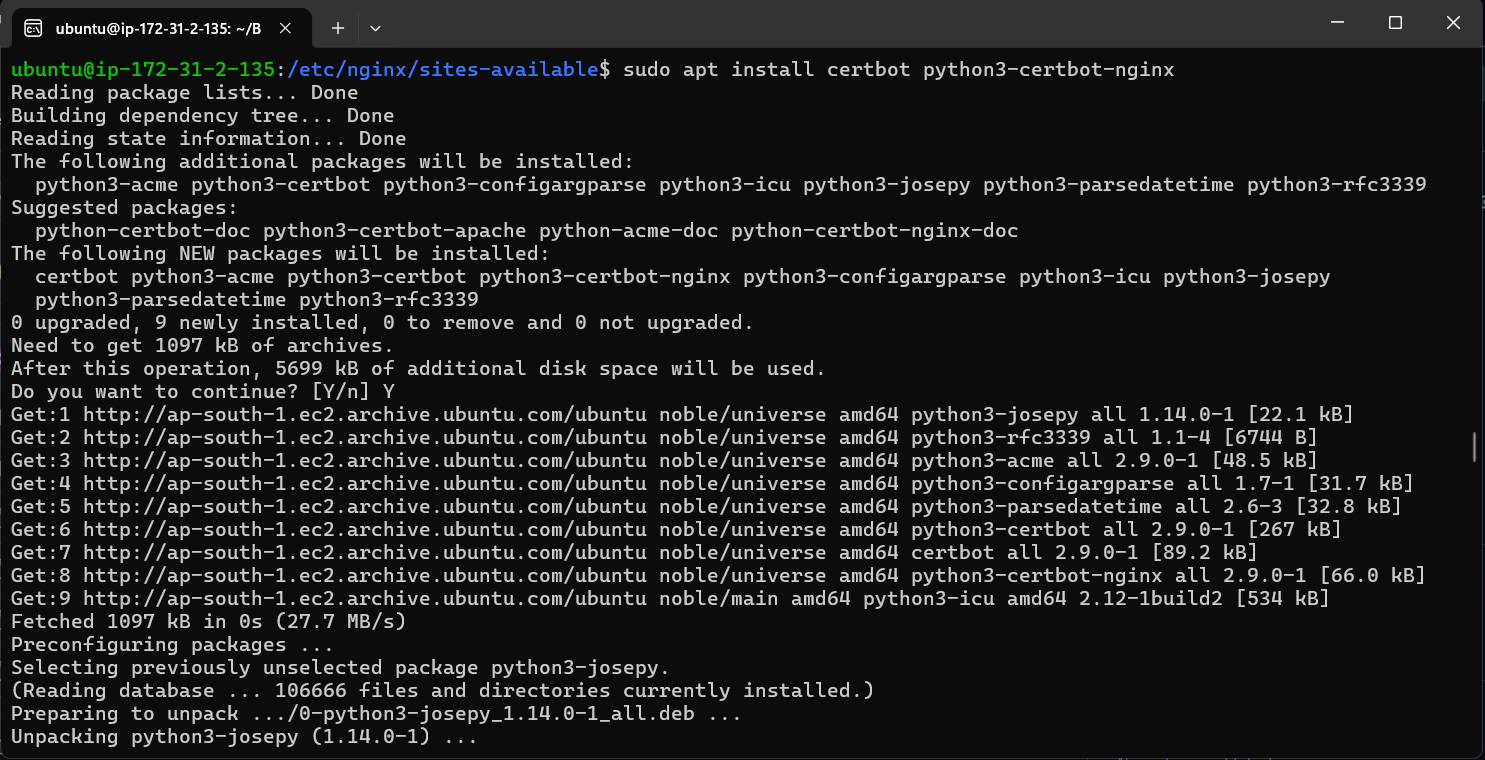 ubuntu@ip-172-31-2-135: ~/B
ubuntu@ip-172-31-2-135:/etc/nginx/sites-available$ sudo apt install certbot python3-certbot-nginx
Reading package lists... Done
Building dependency tree... Done
Reading state information... Done
The following additional packages will be installed:
  python3-acme python3-certbot python3-configargparse python3-icu python3-josepy python3-parsedatetime python3-rfc3339
Suggested packages:
  python-certbot-doc python3-certbot-apache python-acme-doc python-certbot-nginx-doc
The following NEW packages will be installed:
  certbot python3-acme python3-certbot python3-certbot-nginx python3-configargparse python3-icu python3-josepy
  python3-parsedatetime python3-rfc3339
0 upgraded, 9 newly installed, 0 to remove and 0 not upgraded.
Need to get 1097 kB of archives.
After this operation, 5699 kB of additional disk space will be used.
Do you want to continue? [Y/n] Y
Get:1 http://ap-south-1.ec2.archive.ubuntu.com/ubuntu noble/universe amd64 python3-josepy all 1.14.0-1 [22.1 kB]
Get:2 http://ap-south-1.ec2.archive.ubuntu.com/ubuntu noble/universe amd64 python3-rfc3339 all 1.1-4 [6744 B]
Get:3 http://ap-south-1.ec2.archive.ubuntu.com/ubuntu noble/universe amd64 python3-acme all 2.9.0-1 [48.5 kB]
Get:4 http://ap-south-1.ec2.archive.ubuntu.com/ubuntu noble/universe amd64 python3-configargparse all 1.7-1 [31.7 kB]
Get:5 http://ap-south-1.ec2.archive.ubuntu.com/ubuntu noble/universe amd64 python3-parsedatetime all 2.6-3 [32.8 kB]
Get:6 http://ap-south-1.ec2.archive.ubuntu.com/ubuntu noble/universe amd64 python3-certbot all 2.9.0-1 [267 kB]
Get:7 http://ap-south-1.ec2.archive.ubuntu.com/ubuntu noble/universe amd64 certbot all 2.9.0-1 [89.2 kB]
Get:8 http://ap-south-1.ec2.archive.ubuntu.com/ubuntu noble/universe amd64 python3-certbot-nginx all 2.9.0-1 [66.0 kB]
Get:9 http://ap-south-1.ec2.archive.ubuntu.com/ubuntu noble/main amd64 python3-icu amd64 2.12-1build2 [534 kB]
Fetched 1097 kB in 0s (27.7 MB/s)
Preconfiguring packages ...
Selecting previously unselected package python3-josepy.
(Reading database ... 106666 files and directories currently installed.)
Preparing to unpack .../0-python3-josepy_1.14.0-1_all.deb ...
Unpacking python3-josepy (1.14.0-1) ...